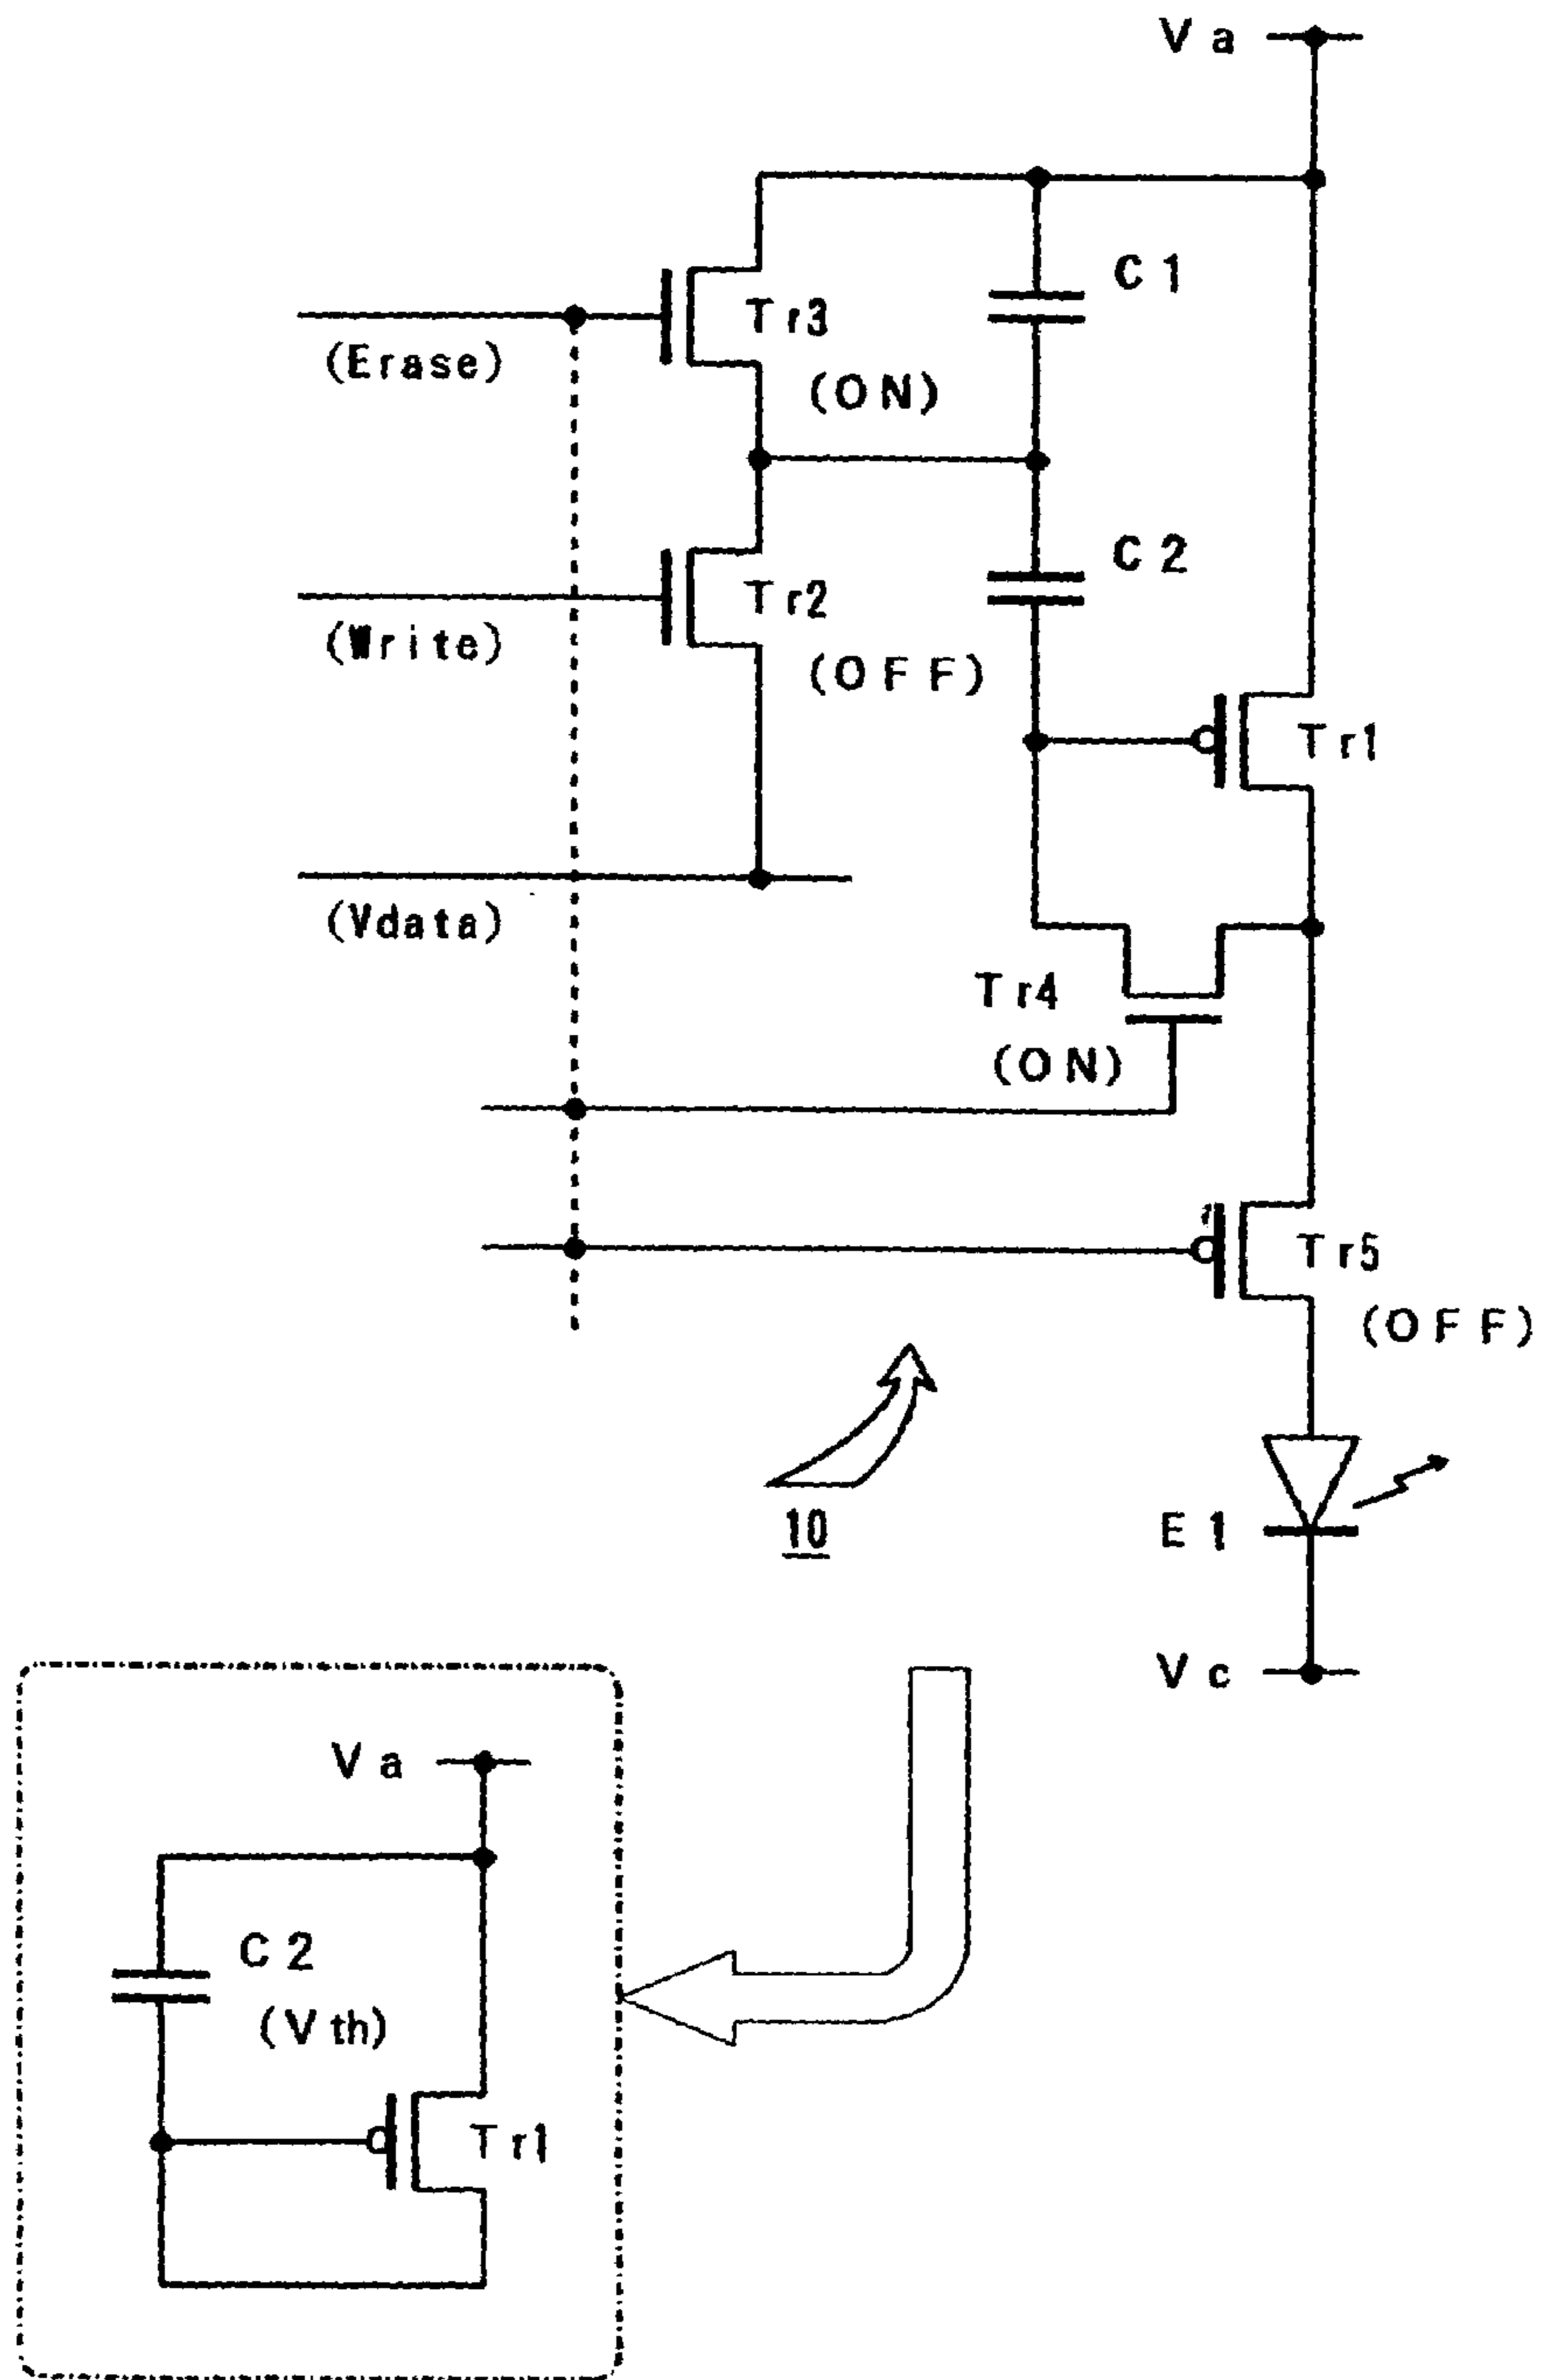 Va
C1
Tr3
(Erase)
(ON)
C2
Tr2
(Write)
(OFF)
Tr1
(Vdata)
Tr4
(ON)
Tr5
(OFF)
10
E1
Vc
Va
C2
(Vth)
Tr1